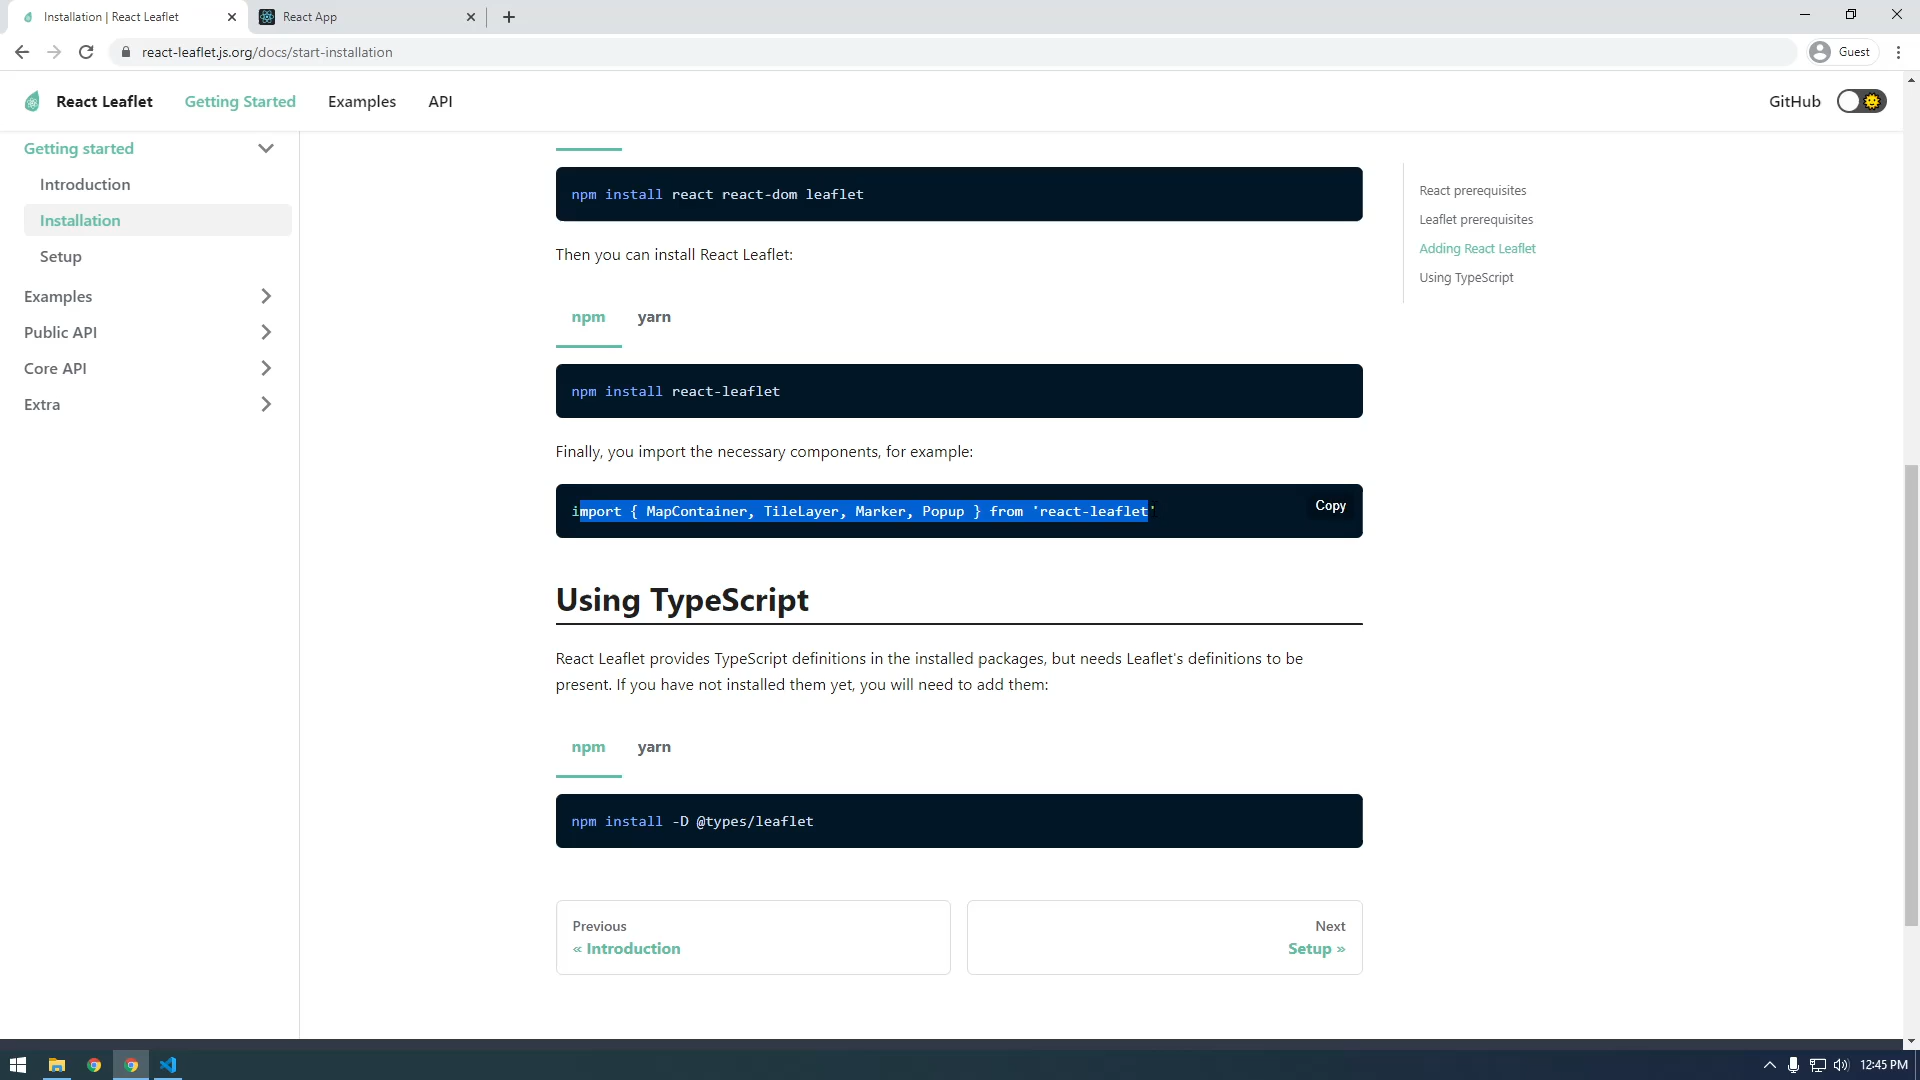 Installation | React Leaflet
React App
react-leaflet.js.org/docs/start-installation
Guest
React Leaflet
Getting Started
Examples
API
GitHub
Getting started
Introduction
Installation
Setup
Examples
Public API
Core API
Extra
npm install react react-dom leaflet
Then you can install React Leaflet:
npm
yarn
npm install react-leaflet
Finally, you import the necessary components, for example:
import { MapContainer, TileLayer, Marker, Popup } from 'react-leaflet'
Copy
Using TypeScript
React Leaflet provides TypeScript definitions in the installed packages, but needs Leaflet's definitions to be
present. If you have not installed them yet, you will need to add them:
npm
yarn
npm install -D @types/leaflet
Previous
« Introduction
Next
Setup »
React prerequisites
Leaflet prerequisites
Adding React Leaflet
Using TypeScript
12:45 PM